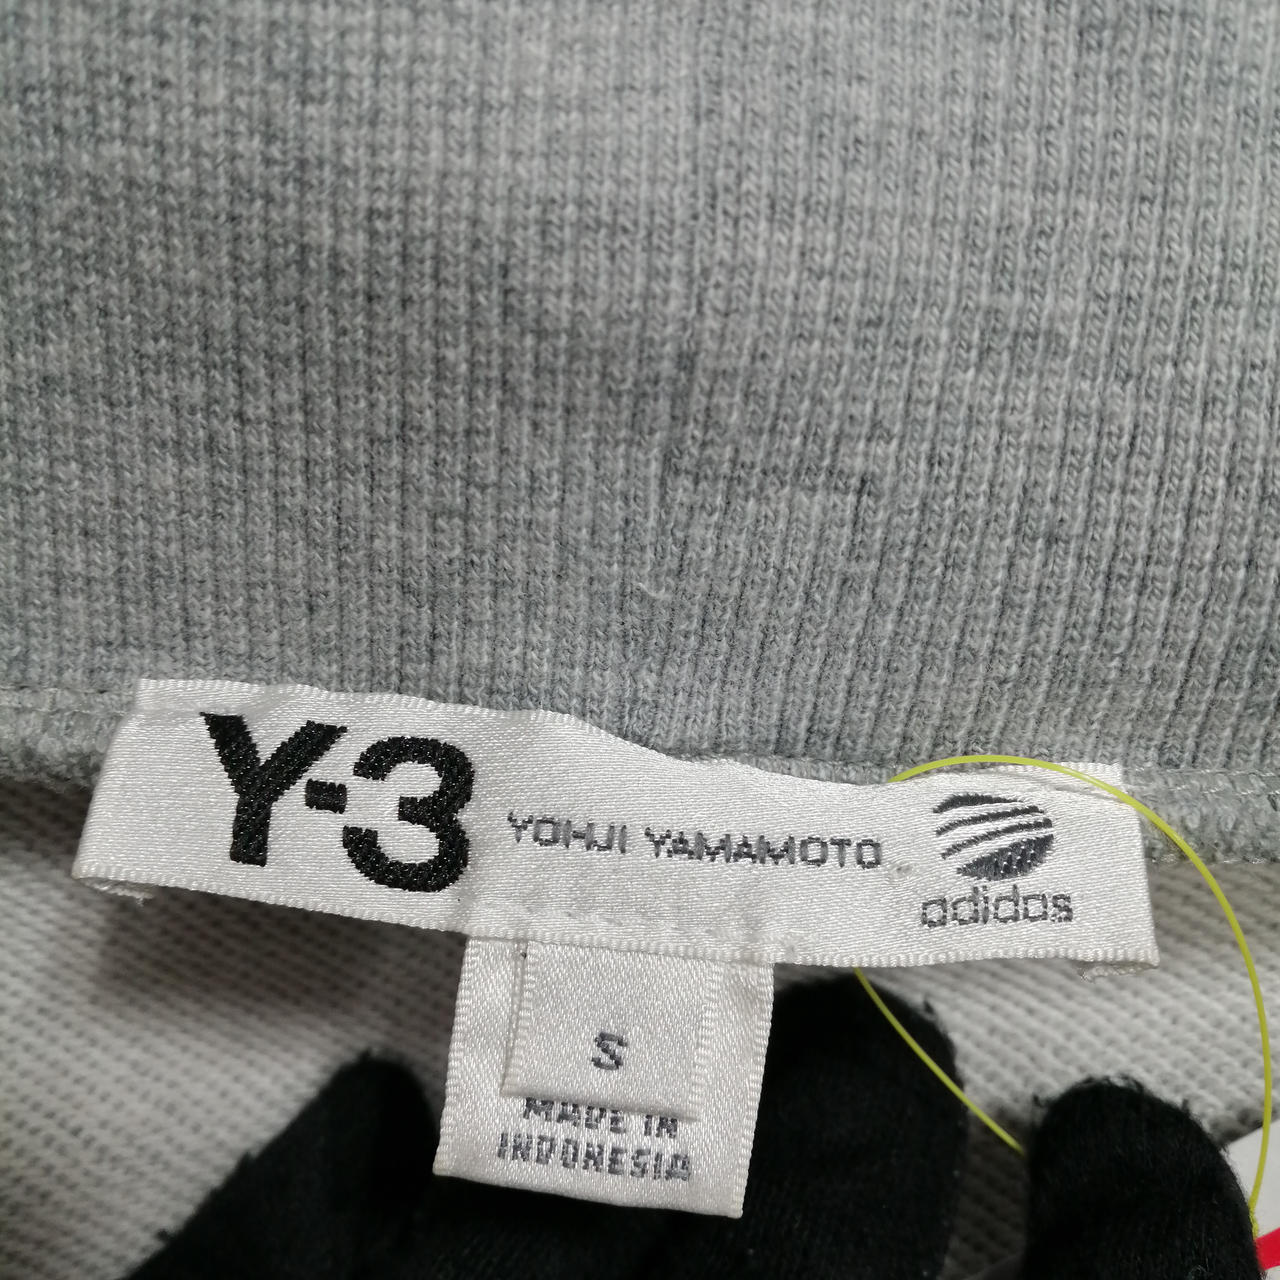 Y-3 YOHJI YAMAMOTO adidas
S
MADE IN
INDONESIA